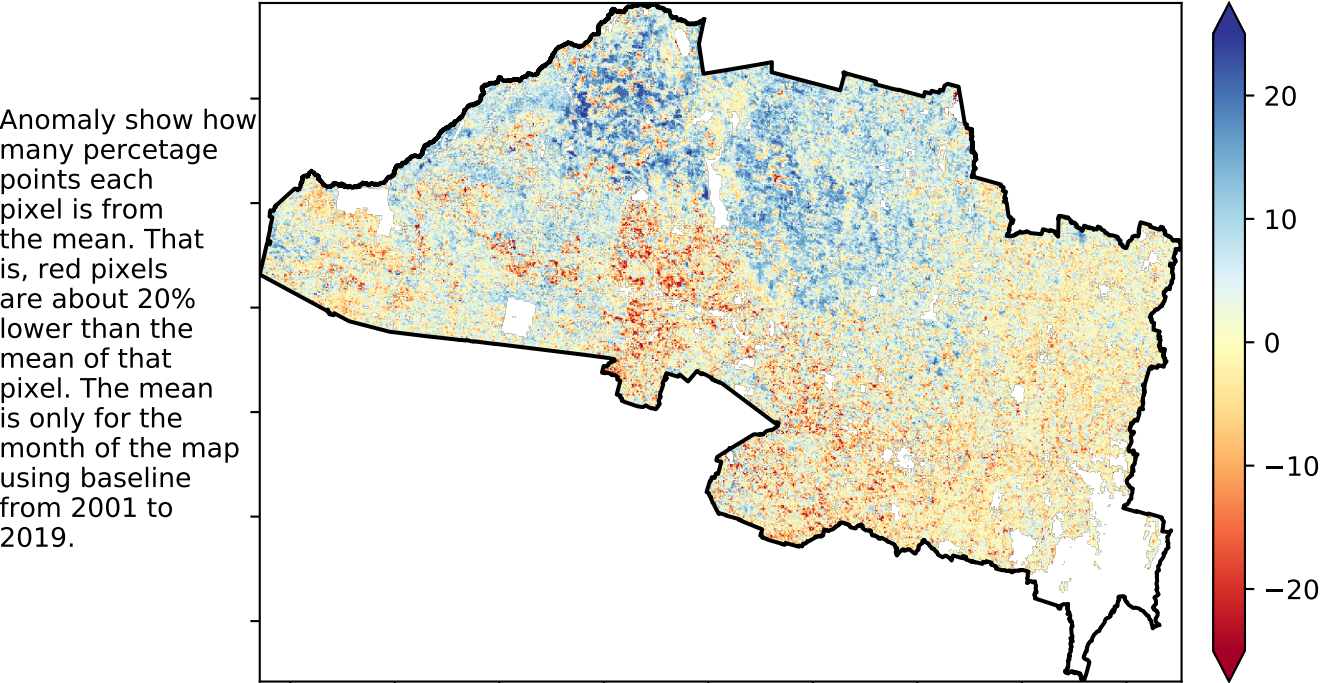 Anomaly show how
many percetage
points each
pixel is from
the mean. That
is, red pixels
are about 20%
lower than the
mean of that
pixel. The mean
is only for the
month of the map
using baseline
from 2001 to
2019.
20
10
0
−10
−20